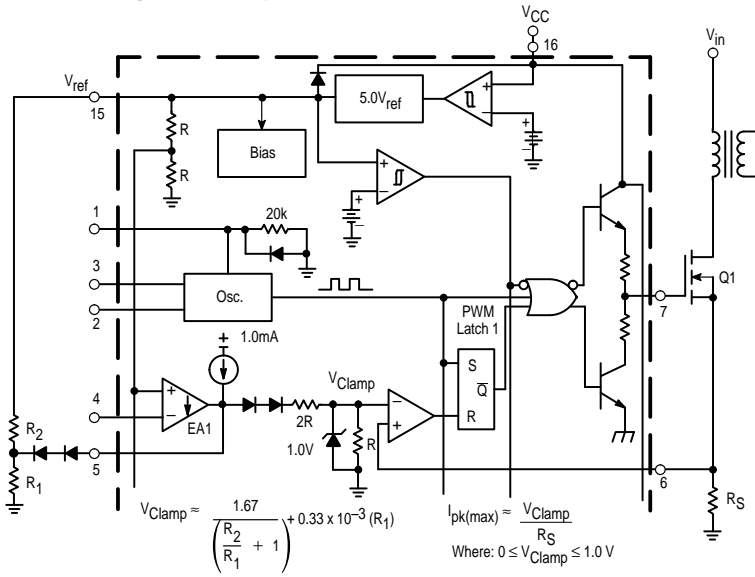 V_CC
16
V_in
V_ref
15
5.0V_ref
+
−
+
−
R
R
Bias
+
−
+
−
1
20k
3
Osc.
2
PWM
Latch 1
Q1
7
+
1.0mA
S
Q̅
R
V_Clamp
4
+
−
EA1
2R
−
+
1.0V
R
R_2
5
6
R_1
R_S
V_Clamp ≈ 1.67 / (R_2/R_1 + 1) + 0.33 x 10^−3 (R_1)
I_pk(max) ≈ V_Clamp / R_S
Where: 0 ≤ V_Clamp ≤ 1.0 V